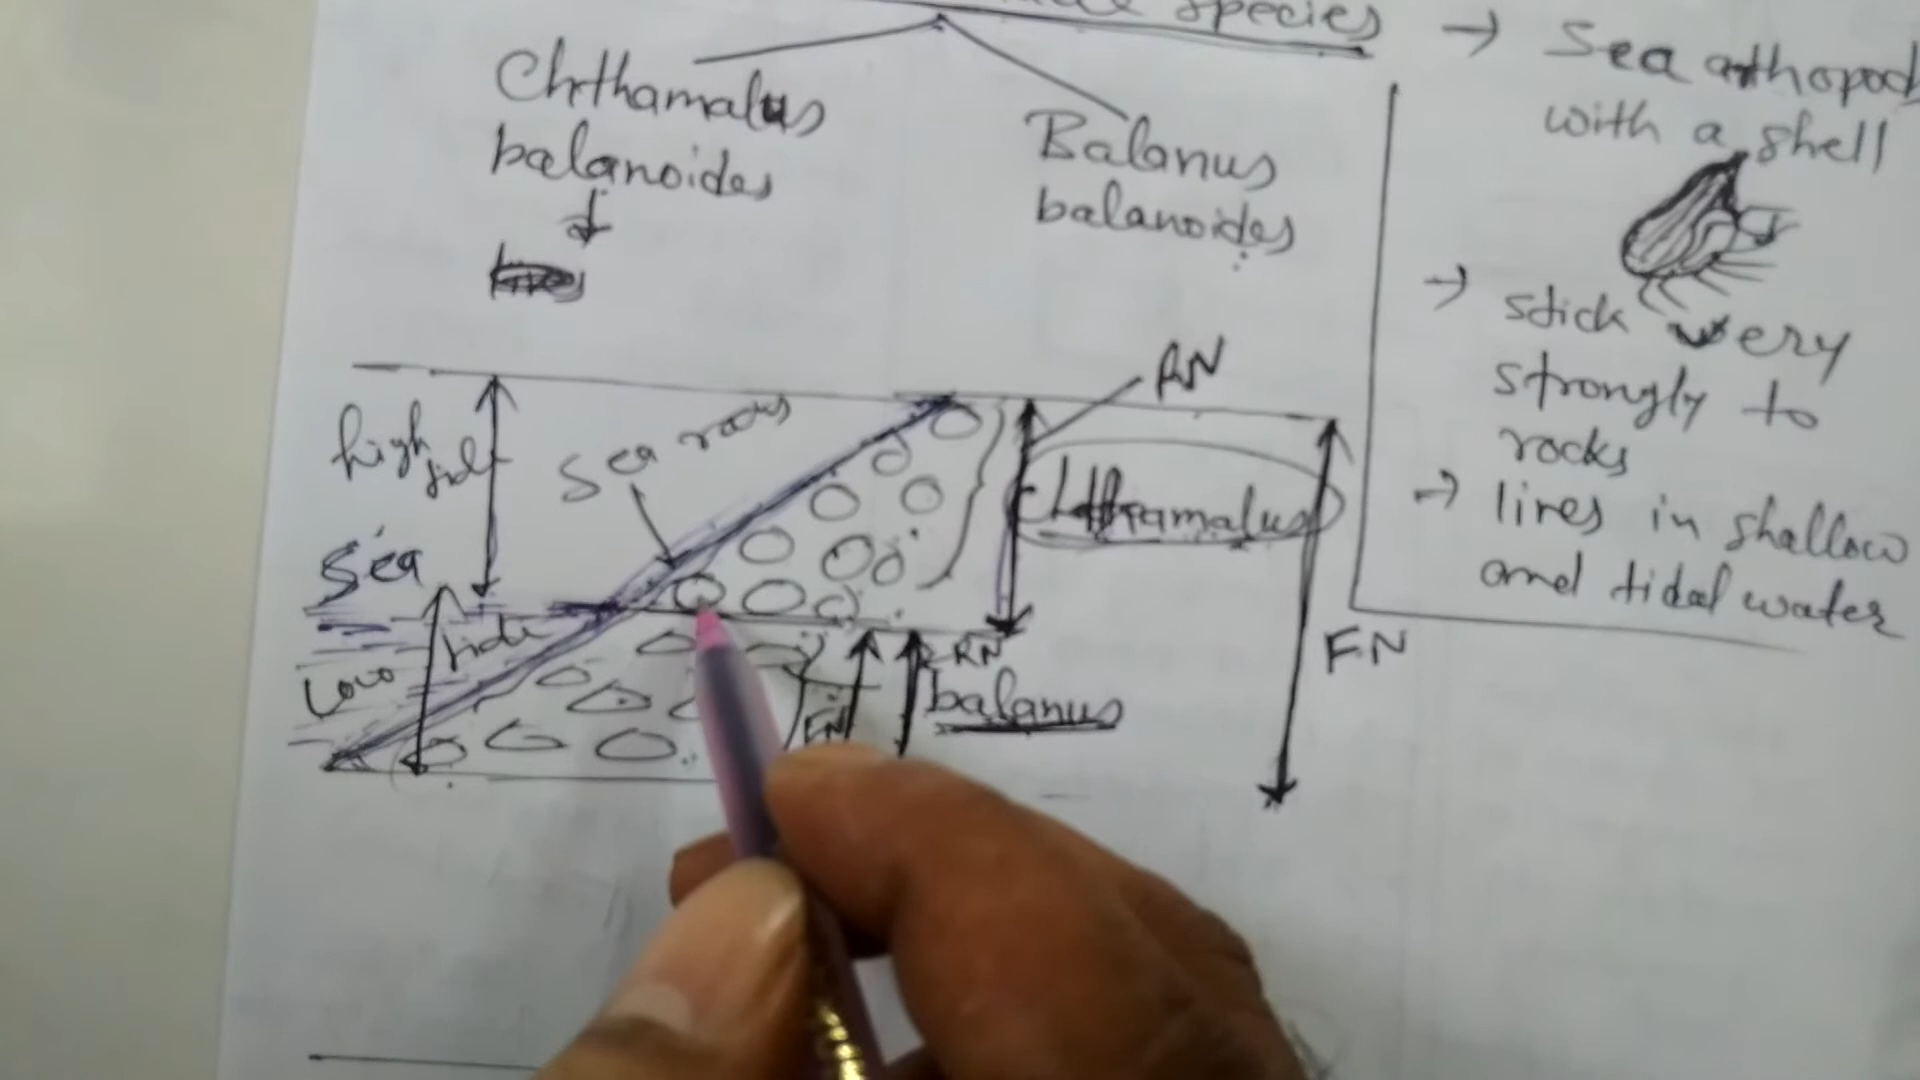 species
→ Sea arthopod
with a shell
Chthamalus
balanoides
Balanus
balanoides
→ stick very
strongly to
rocks
→ lives in shallow
and tidal water
RN
high
tide
Sea rocks
Chthamalus
Sea
Low tide
RN
balanus
FN
FN